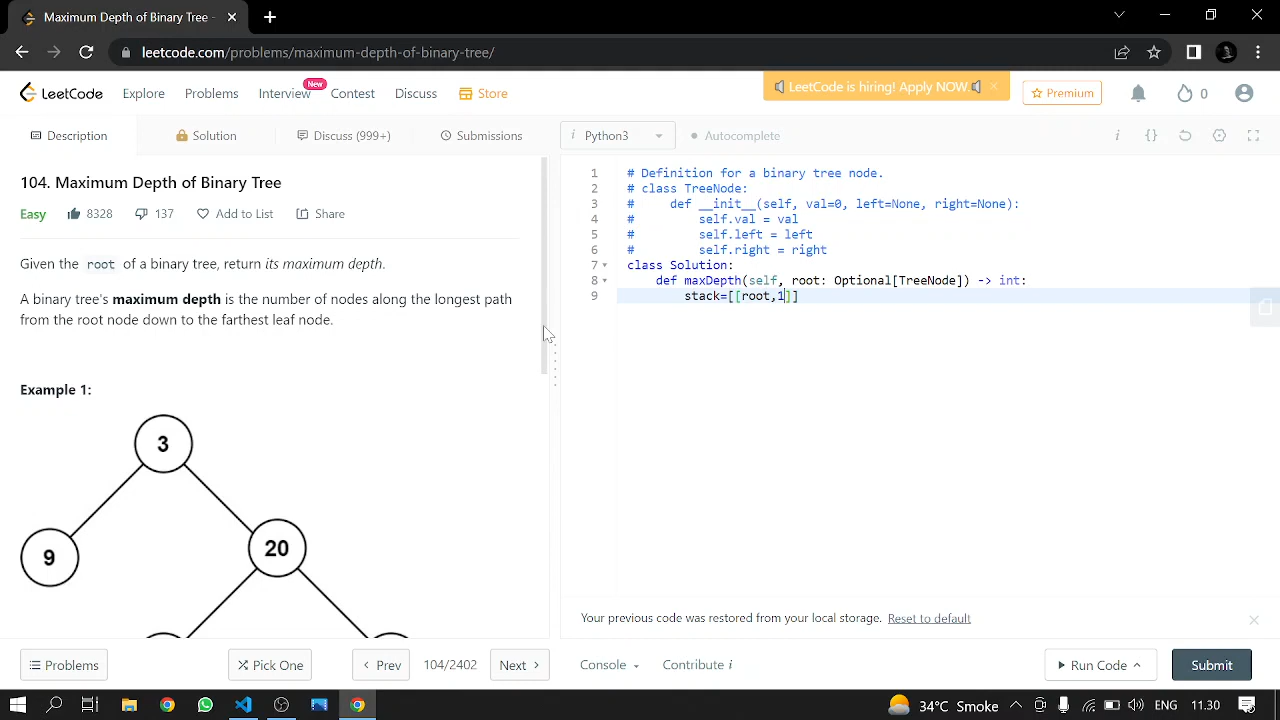 Maximum Depth of Binary Tree -
leetcode.com/problems/maximum-depth-of-binary-tree/
LeetCode Explore Problems Interview New Contest Discuss Store LeetCode is hiring! Apply NOW. Premium 0
Description Solution Discuss (999+) Submissions i Python3 Autocomplete i {}
104. Maximum Depth of Binary Tree
Easy 8328 137 Add to List Share
Given the root of a binary tree, return its maximum depth.
A binary tree's maximum depth is the number of nodes along the longest path
from the root node down to the farthest leaf node.
Example 1:
3
9
20
1 # Definition for a binary tree node.
2 # class TreeNode:
3 #     def __init__(self, val=0, left=None, right=None):
4 #         self.val = val
5 #         self.left = left
6 #         self.right = right
7 class Solution:
8     def maxDepth(self, root: Optional[TreeNode]) -> int:
9         stack=[[root,1]]
Your previous code was restored from your local storage. Reset to default
Problems Pick One < Prev 104/2402 Next > Console Contribute i Run Code Submit
34°C Smoke ENG 11.30